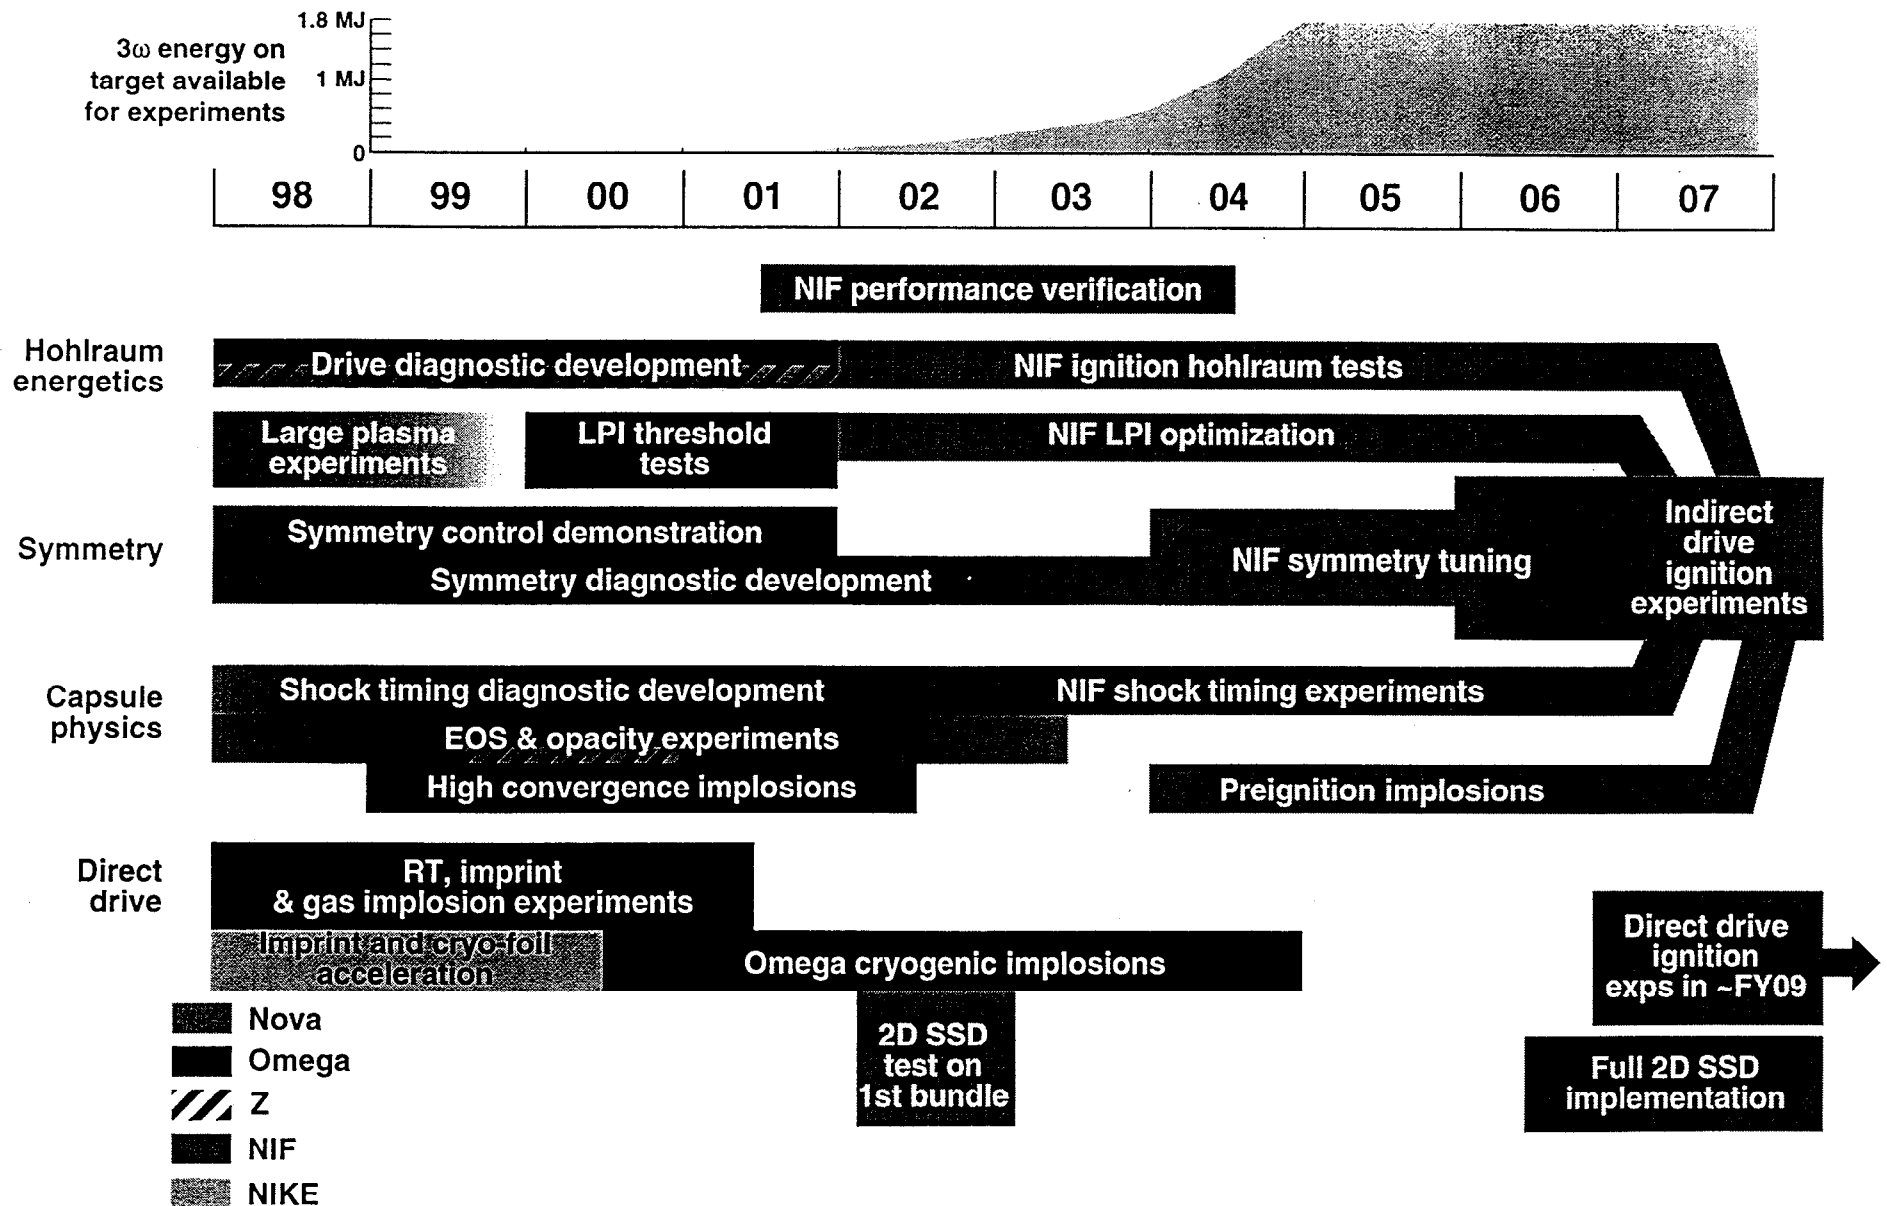 1.8 MJ
3ω energy on
target available
for experiments
1 MJ
0
98 99 00 01 02 03 04 05 06 07
NIF performance verification
Hohlraum
energetics
Drive diagnostic development
NIF ignition hohlraum tests
Large plasma
experiments
LPI threshold
tests
NIF LPI optimization
Symmetry
Symmetry control demonstration
Symmetry diagnostic development
NIF symmetry tuning
Indirect
drive
ignition
experiments
Capsule
physics
Shock timing diagnostic development
NIF shock timing experiments
EOS & opacity experiments
High convergence implosions
Preignition implosions
Direct
drive
RT, imprint
& gas implosion experiments
Imprint and cryo-foil
acceleration
Omega cryogenic implosions
2D SSD
test on
1st bundle
Direct drive
ignition
exps in ~FY09
Full 2D SSD
implementation
Nova
Omega
Z
NIF
NIKE